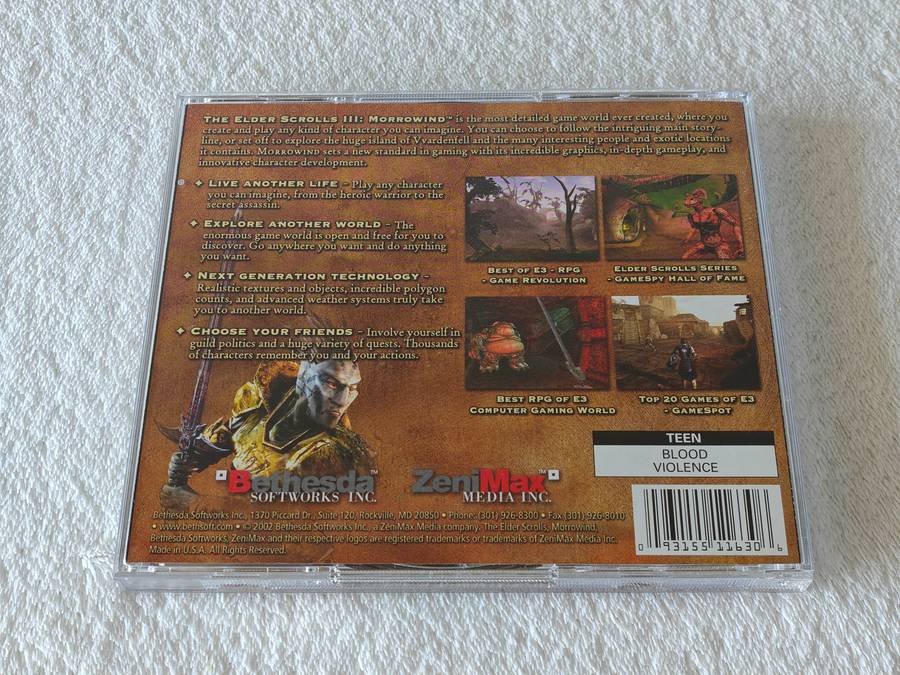 THE ELDER SCROLLS III: MORROWIND™ is the most detailed game world ever created, where you
create and play any kind of character you can imagine. You can choose to follow the intriguing main story-
line, or set off to explore the huge island of Vvardenfell and the many interesting people and exotic locations
it contains. MORROWIND sets a new standard in gaming with its incredible graphics, in-depth gameplay, and
innovative character development.
✦ LIVE ANOTHER LIFE – Play any character
you can imagine, from the heroic warrior to the
secret assassin.
✦ EXPLORE ANOTHER WORLD – The
enormous game world is open and free for you to
discover. Go anywhere you want and do anything
you want.
✦ NEXT GENERATION TECHNOLOGY –
Realistic textures and objects, incredible polygon
counts, and advanced weather systems truly take
you to another world.
✦ CHOOSE YOUR FRIENDS – Involve yourself in
guild politics and a huge variety of quests. Thousands
of characters remember you and your actions.
BEST OF E3 - RPG
- GAME REVOLUTION
ELDER SCROLLS SERIES
- GAMESPY HALL OF FAME
BEST RPG OF E3
COMPUTER GAMING WORLD
TOP 20 GAMES OF E3
- GAMESPOT
TEEN
BLOOD
VIOLENCE
Bethesda™
SOFTWORKS INC.
ZeniMax™
MEDIA INC.
Bethesda Softworks Inc., 1370 Piccard Dr., Suite 120, Rockville, MD 20850 • Phone: (301) 926-8300 • Fax (301) 926-8010
• www.bethsoft.com • © 2002 Bethesda Softworks Inc., a ZeniMax Media company. The Elder Scrolls, Morrowind,
Bethesda Softworks, ZeniMax and their respective logos are registered trademarks or trademarks of ZeniMax Media Inc.
Made in U.S.A. All Rights Reserved.
0 93155 11630 6